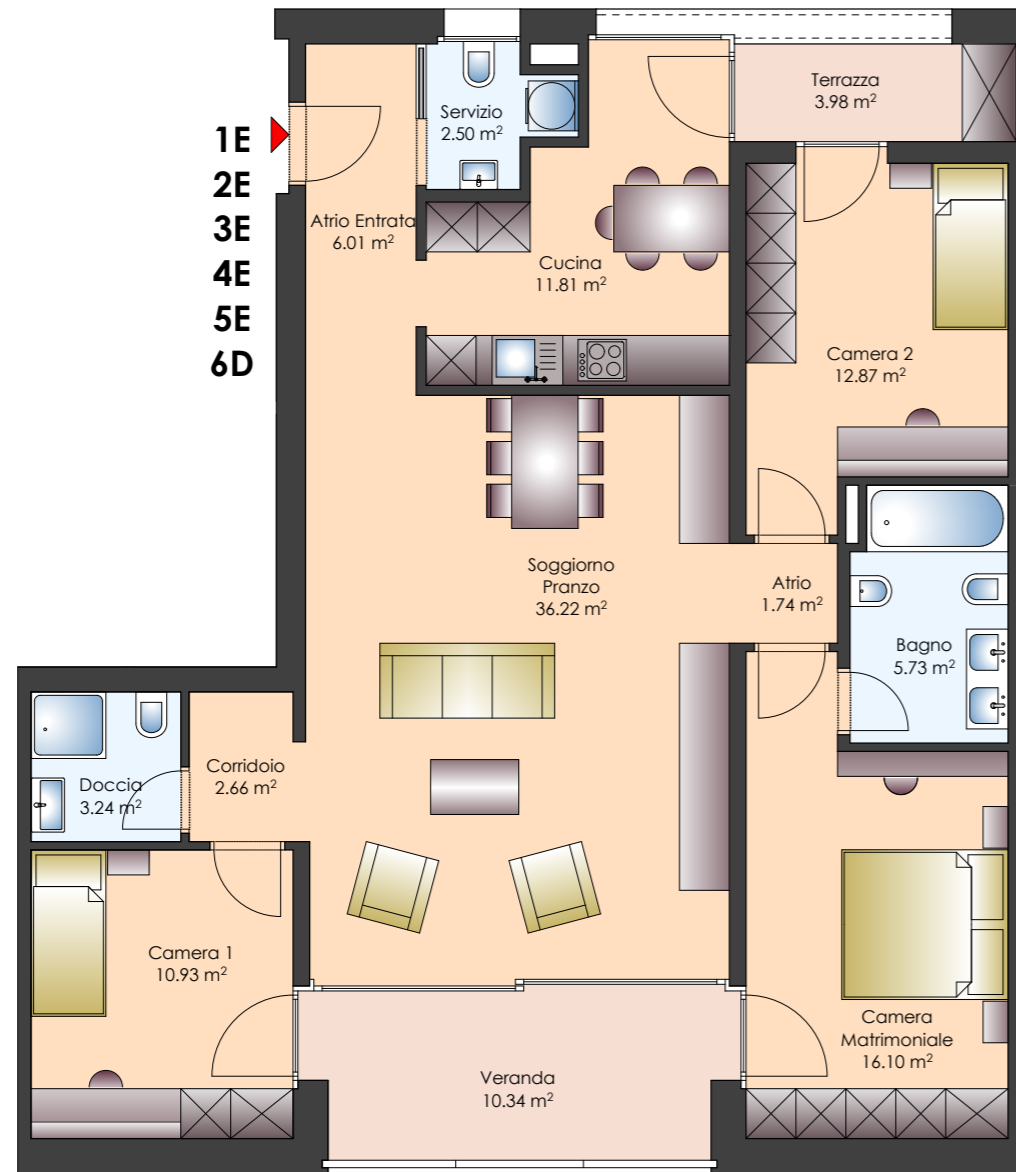 1E
2E
3E
4E
5E
6D
Servizio
2.50 m²
Terrazza
3.98 m²
Atrio Entrata
6.01 m²
Cucina
11.81 m²
Camera 2
12.87 m²
Soggiorno
Pranzo
36.22 m²
Atrio
1.74 m²
Bagno
5.73 m²
Corridoio
2.66 m²
Doccia
3.24 m²
Camera 1
10.93 m²
Camera
Matrimoniale
16.10 m²
Veranda
10.34 m²